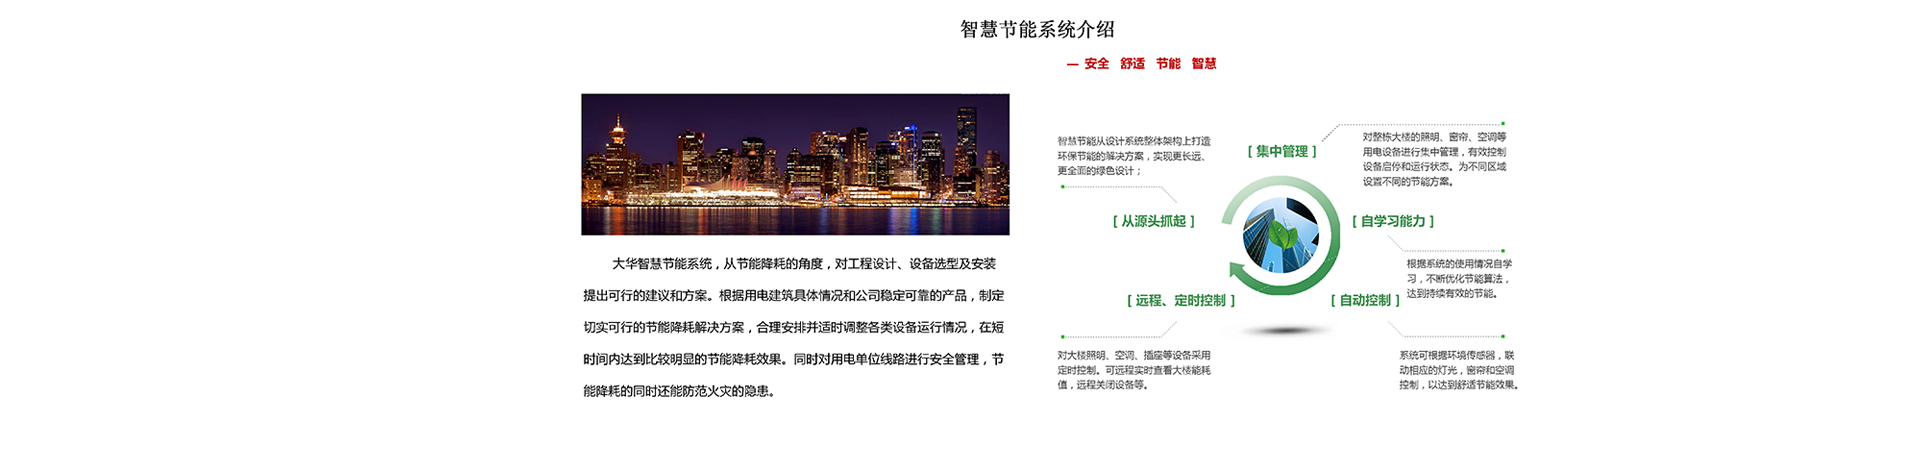 智慧节能系统介绍
— 安全 舒适 节能 智慧
大华智慧节能系统，从节能降耗的角度，对工程设计、设备选型及安装
提出可行的建议和方案。根据用电建筑具体情况和公司稳定可靠的产品，制定
切实可行的节能降耗解决方案，合理安排并适时调整各类设备运行情况，在短
时间内达到比较明显的节能降耗效果。同时对用电单位线路进行安全管理，节
能降耗的同时还能防范火灾的隐患。
智慧节能从设计系统整体架构上打造
环保节能的解决方案，实现更长远、
更全面的绿色设计；
[ 从源头抓起 ]
[ 集中管理 ]
对整栋大楼的照明、窗帘、空调等
用电设备进行集中管理，有效控制
设备启停和运行状态。为不同区域
设置不同的节能方案。
[ 自学习能力 ]
根据系统的使用情况自学
习，不断优化节能算法，
达到持续有效的节能。
[ 远程、定时控制 ]
对大楼照明、空调、插座等设备采用
定时控制。可远程实时查看大楼能耗
值，远程关闭设备等。
[ 自动控制 ]
系统可根据环境传感器，联
动相应的灯光，窗帘和空调
控制，以达到舒适节能效果。